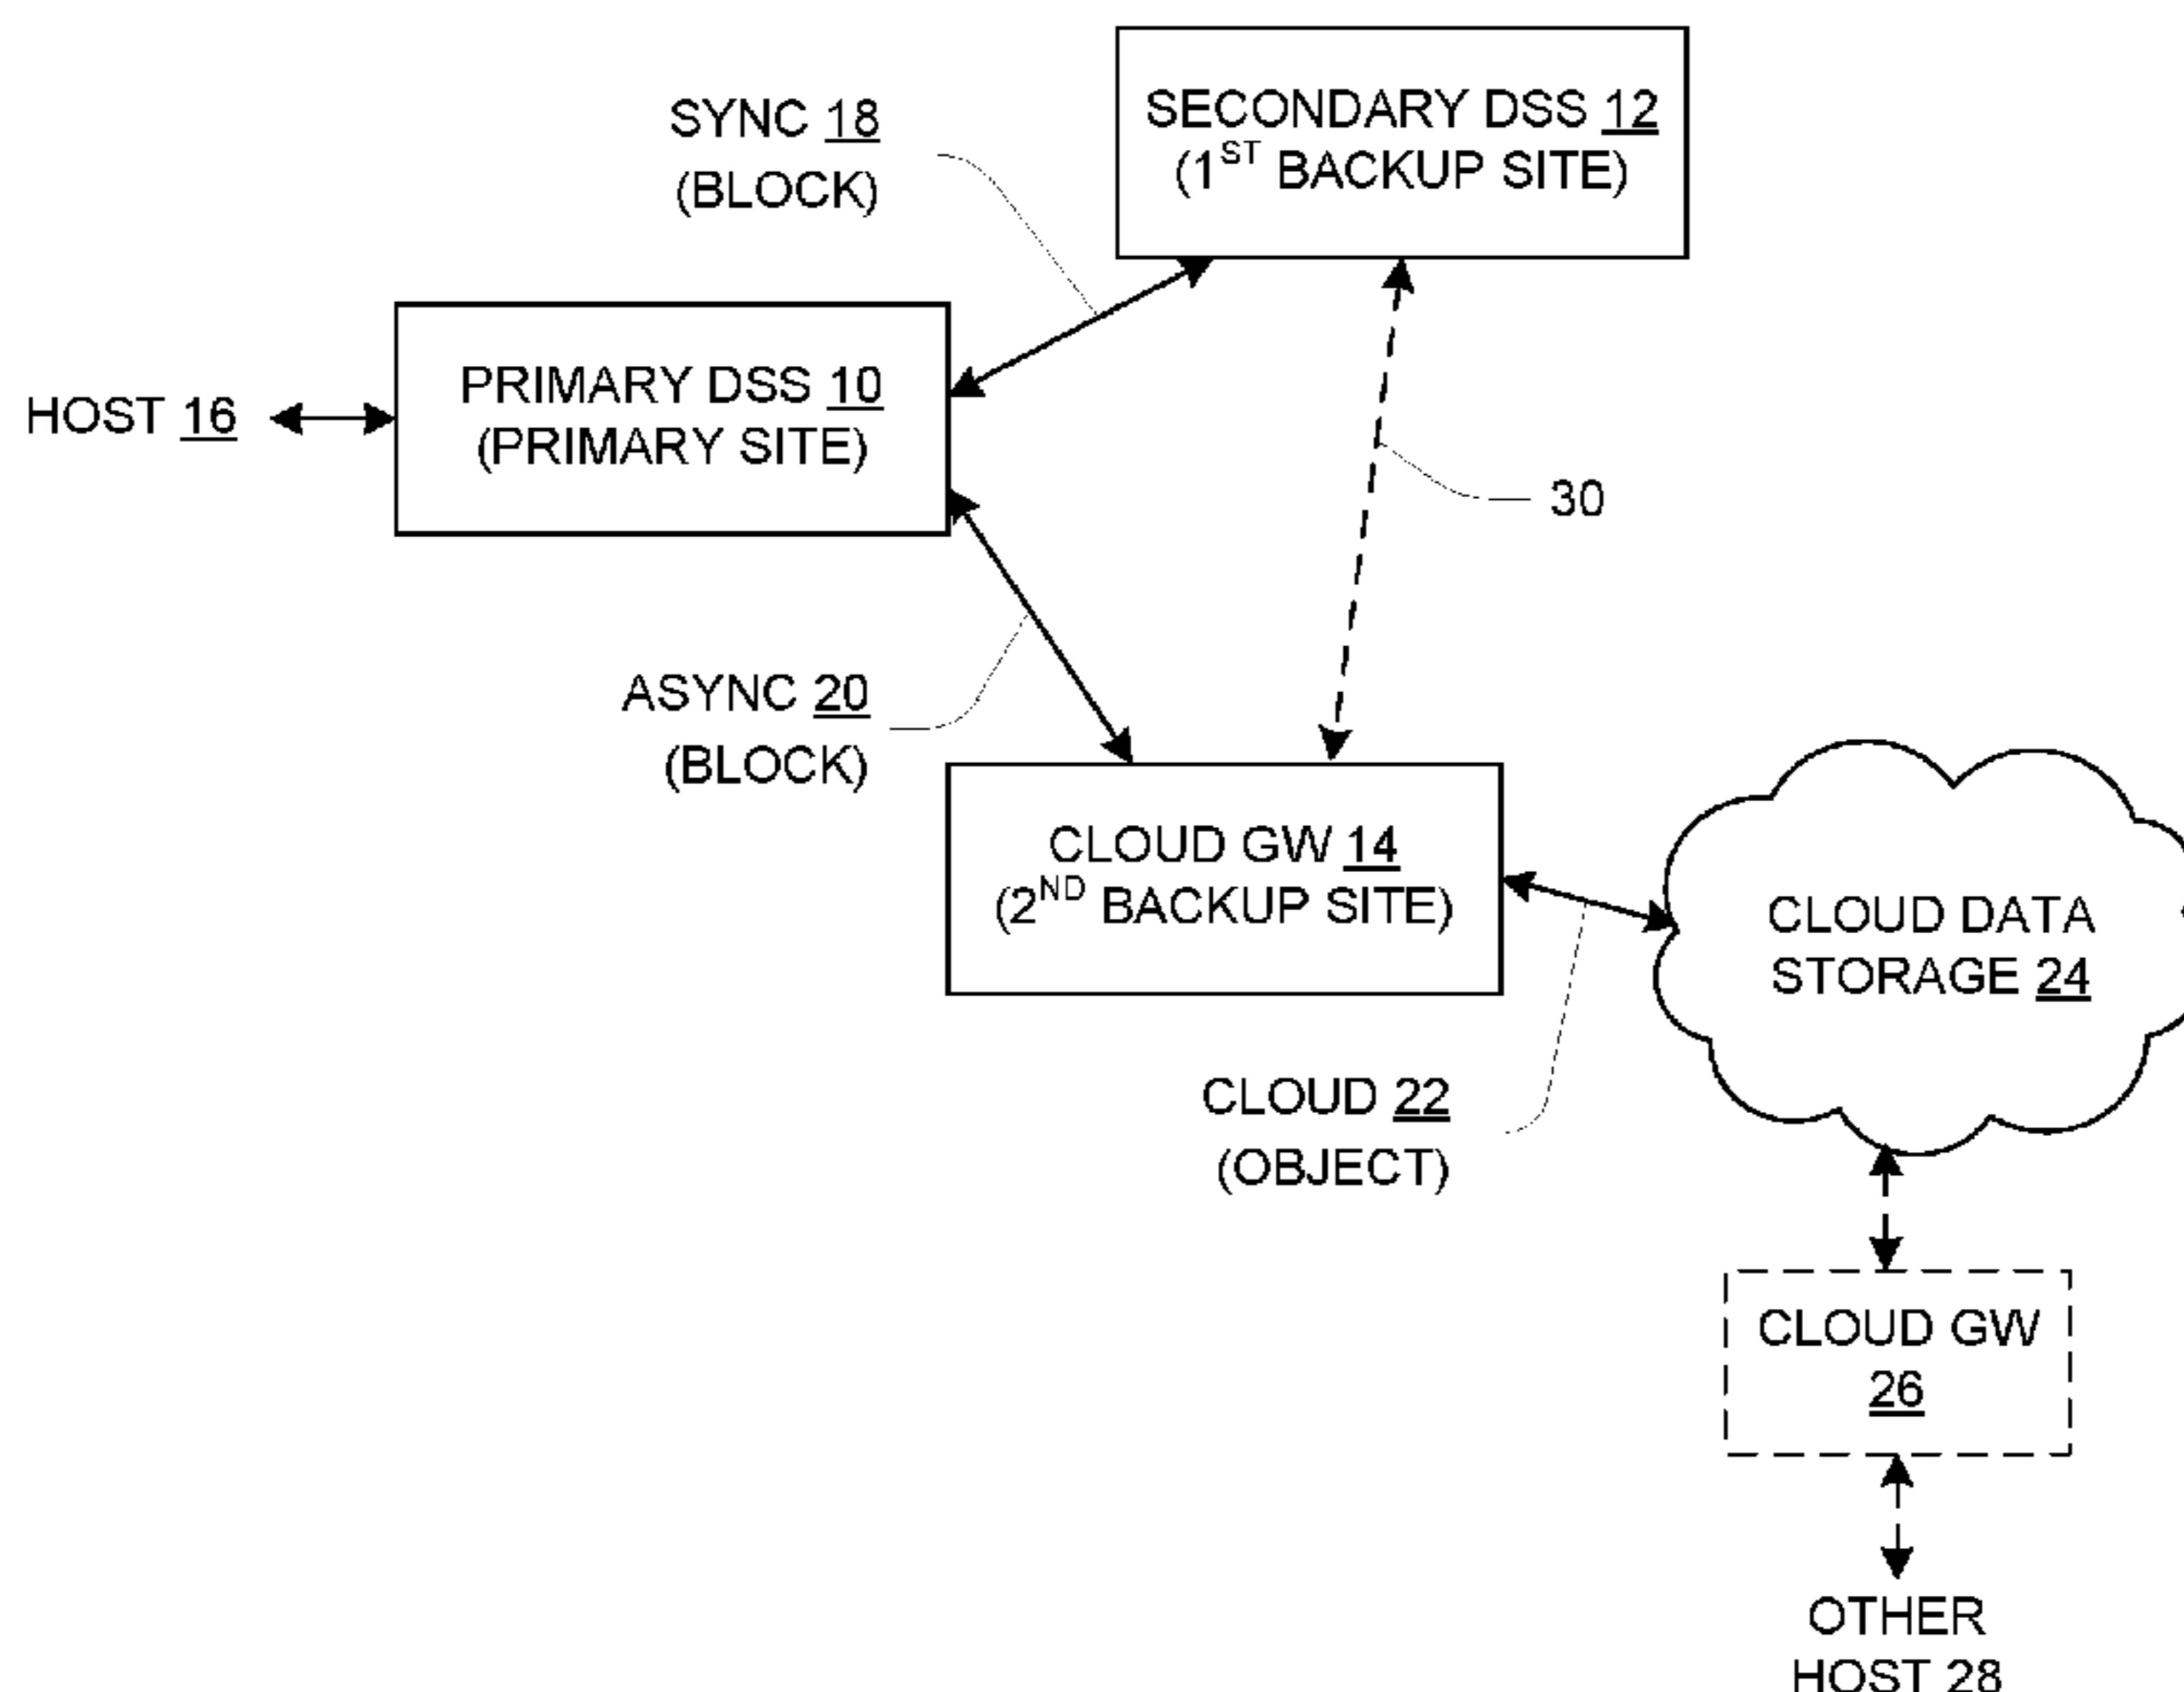 SECONDARY DSS 12
(1ST BACKUP SITE)
SYNC 18
(BLOCK)
PRIMARY DSS 10
(PRIMARY SITE)
HOST 16
30
ASYNC 20
(BLOCK)
CLOUD GW 14
(2ND BACKUP SITE)
CLOUD DATA
STORAGE 24
CLOUD 22
(OBJECT)
CLOUD GW
26
OTHER
HOST 28